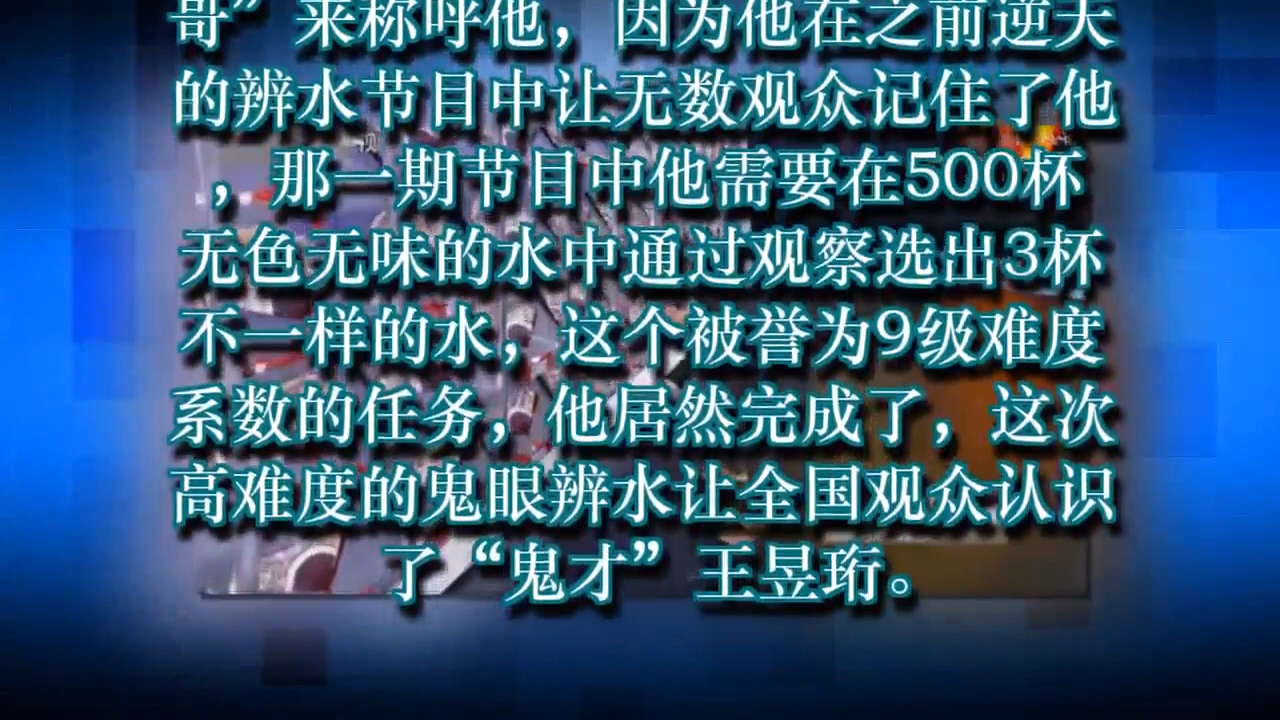 哥”来称呼他，因为他在之前逆天
的辨水节目中让无数观众记住了他
，那一期节目中他需要在500杯
无色无味的水中通过观察选出3杯
不一样的水，这个被誉为9级难度
系数的任务，他居然完成了，这次
高难度的鬼眼辨水让全国观众认识
了“鬼才”王昱珩。